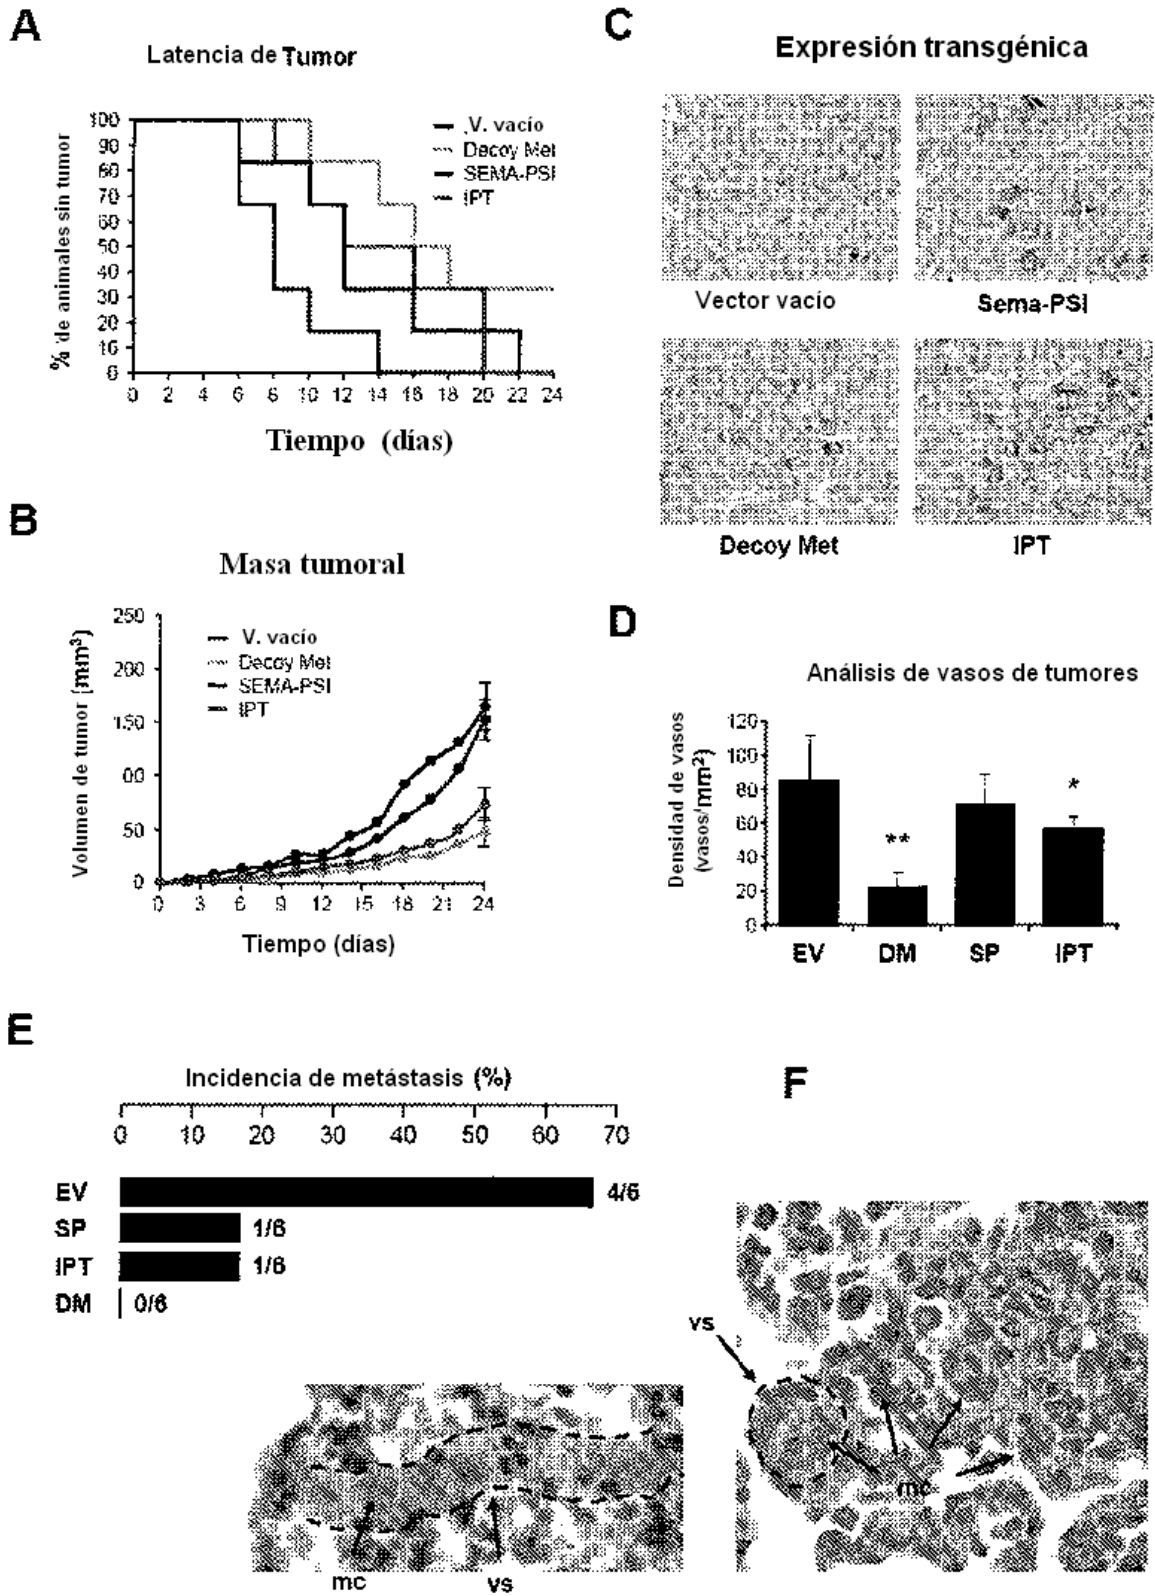 A
Latencia de Tumor
% de animales sin tumor
100
90
80
70
60
50
40
30
20
10
0
V. vacío
Decoy Met
SEMA-PSI
IPT
0 2 4 6 8 10 12 14 16 18 20 22 24
Tiempo (días)
B
Masa tumoral
Volumen de tumor (mm³)
250
200
150
00
50
0
V. vacío
Decoy Met
SEMA-PSI
IPT
0 3 6 9 12 15 18 21 24
Tiempo (días)
C
Expresión transgénica
Vector vacío
Sema-PSI
Decoy Met
IPT
D
Análisis de vasos de tumores
Densidad de vasos
(vasos/mm²)
120
100
80
60
40
20
0
**
*
EV DM SP IPT
E
Incidencia de metástasis (%)
0 10 20 30 40 50 60 70
EV 4/6
SP 1/6
IPT 1/6
DM 0/6
mc vs
F
vs
mc